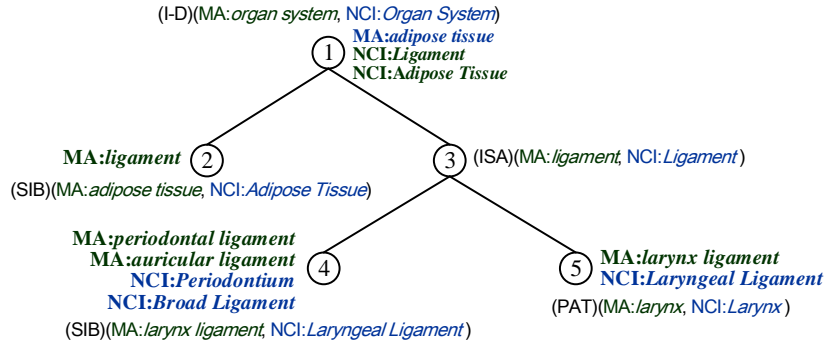 (I-D)(MA:organ system, NCI:Organ System)
1
MA:adipose tissue
NCI:Ligament
NCI:Adipose Tissue
MA:ligament
2
(SIB)(MA:adipose tissue, NCI:Adipose Tissue)
3
(ISA)(MA:ligament, NCI:Ligament)
MA:periodontal ligament
MA:auricular ligament
NCI:Periodontium
NCI:Broad Ligament
4
(SIB)(MA:larynx ligament, NCI:Laryngeal Ligament)
5
MA:larynx ligament
NCI:Laryngeal Ligament
(PAT)(MA:larynx, NCI:Larynx)